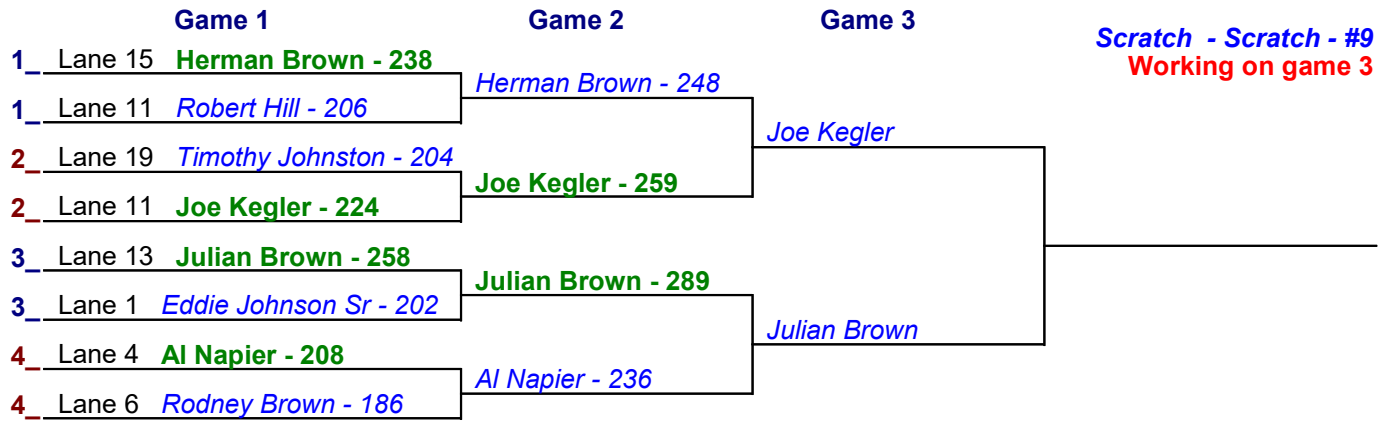 Game 1 Game 2 Game 3
Scratch - Scratch - #9
Working on game 3
1_ Lane 15 Herman Brown - 238
Herman Brown - 248
1_ Lane 11 Robert Hill - 206
Joe Kegler
2_ Lane 19 Timothy Johnston - 204
Joe Kegler - 259
2_ Lane 11 Joe Kegler - 224
3_ Lane 13 Julian Brown - 258
Julian Brown - 289
3_ Lane 1 Eddie Johnson Sr - 202
Julian Brown
4_ Lane 4 Al Napier - 208
Al Napier - 236
4_ Lane 6 Rodney Brown - 186